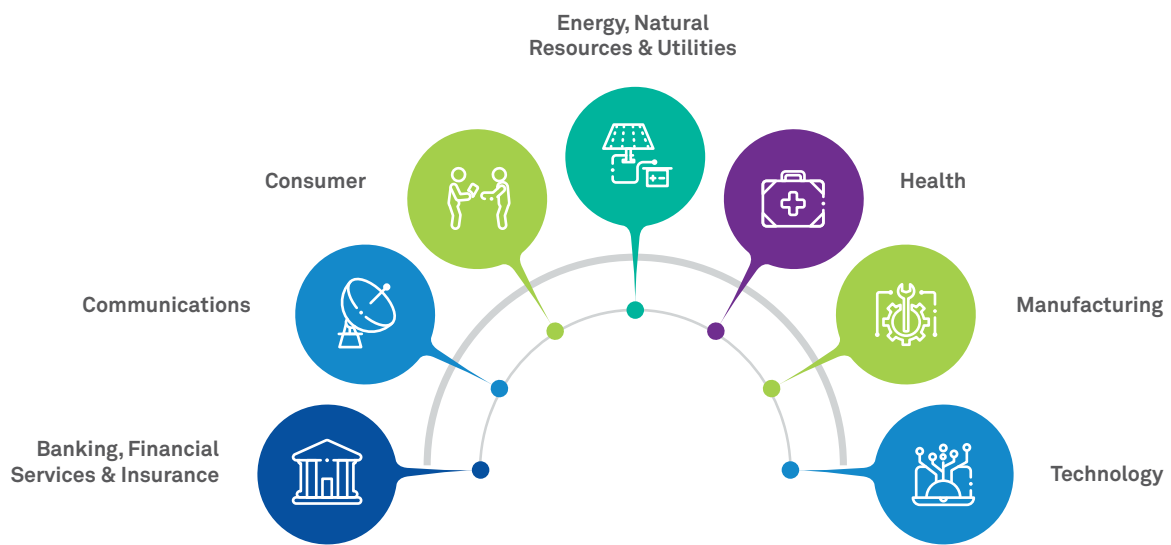 Energy, Natural
Resources & Utilities
Consumer
Health
Communications
Manufacturing
Banking, Financial
Services & Insurance
Technology